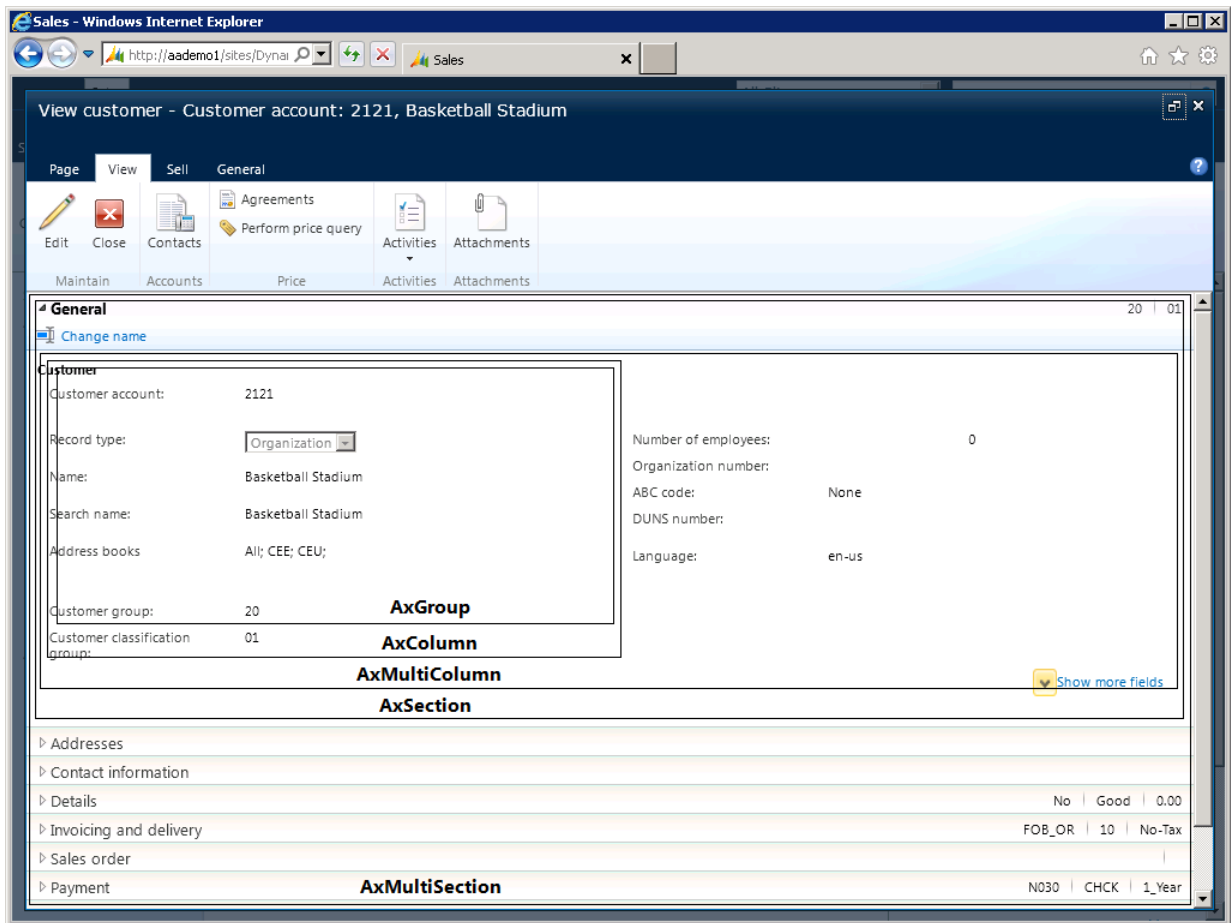 Sales - Windows Internet Explorer
http://aademo1/sites/Dynai
Sales
View customer - Customer account: 2121, Basketball Stadium
Page View Sell General
Edit Close Contacts Agreements Perform price query Activities Attachments
Maintain Accounts Price Activities Attachments
General 20 01
Change name
Customer
Customer account: 2121
Record type: Organization
Number of employees: 0
Organization number:
Name: Basketball Stadium
ABC code: None
Search name: Basketball Stadium
DUNS number:
Address books All; CEE; CEU;
Language: en-us
Customer group: 20
AxGroup
Customer classification group: 01
AxColumn
AxMultiColumn
Show more fields
AxSection
Addresses
Contact information
Details No Good 0.00
Invoicing and delivery FOB_OR 10 No-Tax
Sales order
Payment AxMultiSection N030 CHCK 1_Year